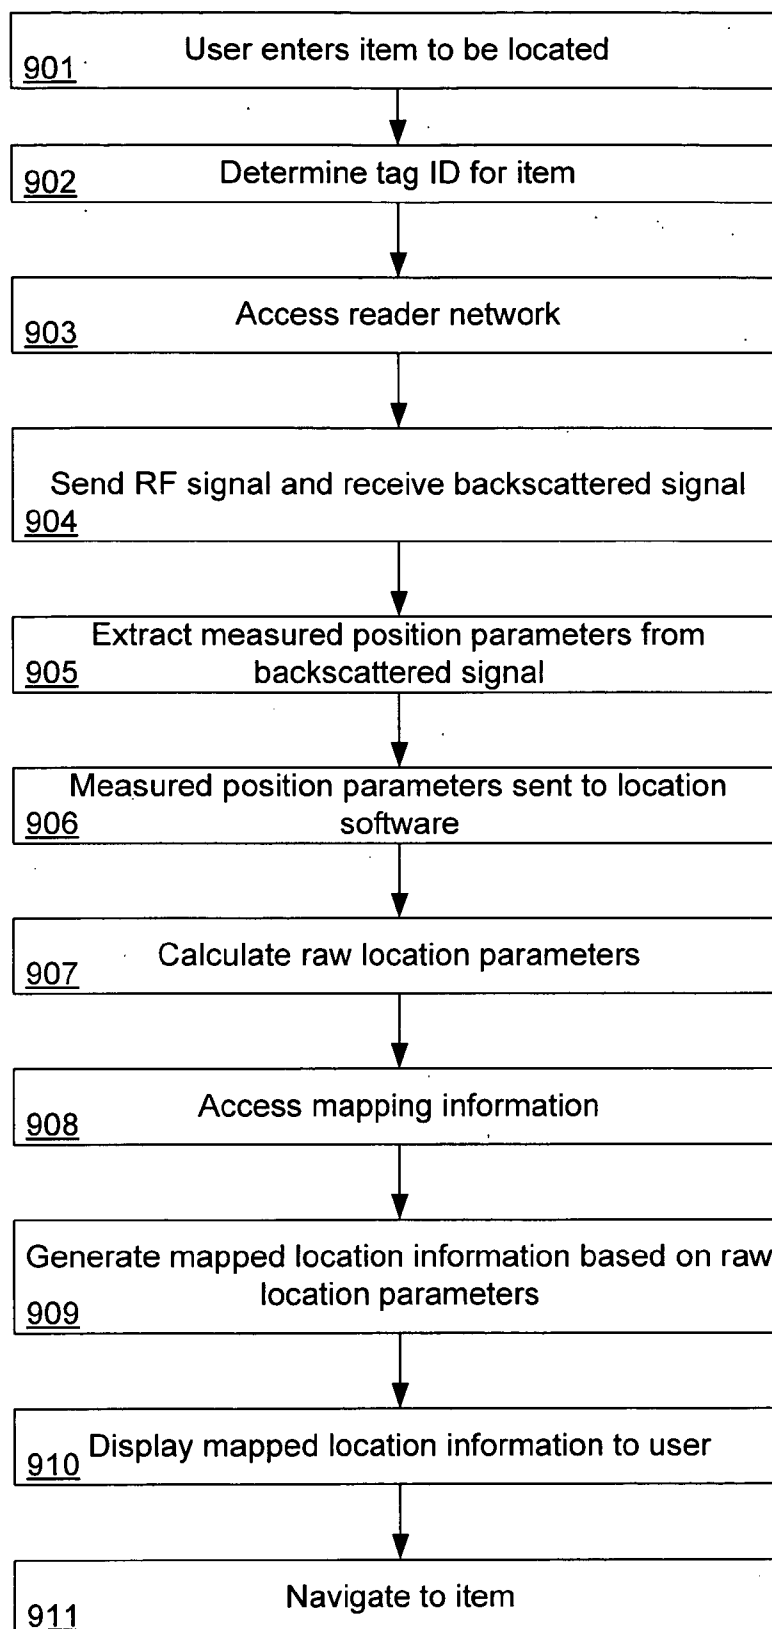 User enters item to be located
901
Determine tag ID for item
902
Access reader network
903
Send RF signal and receive backscattered signal
904
Extract measured position parameters from
backscattered signal
905
Measured position parameters sent to location
software
906
Calculate raw location parameters
907
Access mapping information
908
Generate mapped location information based on raw
location parameters
909
Display mapped location information to user
910
Navigate to item
911